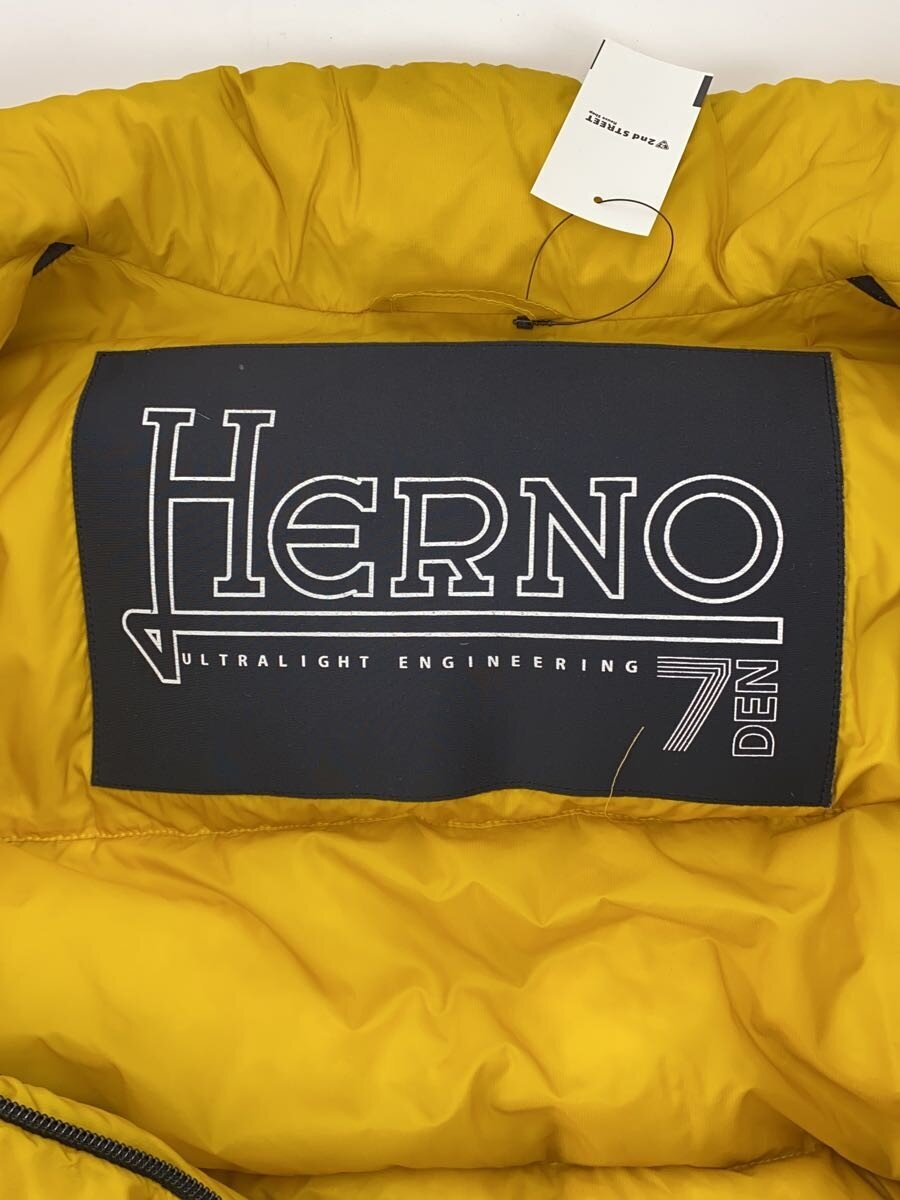 2nd STREET
HERNO
ULTRALIGHT ENGINEERING
7 DEN